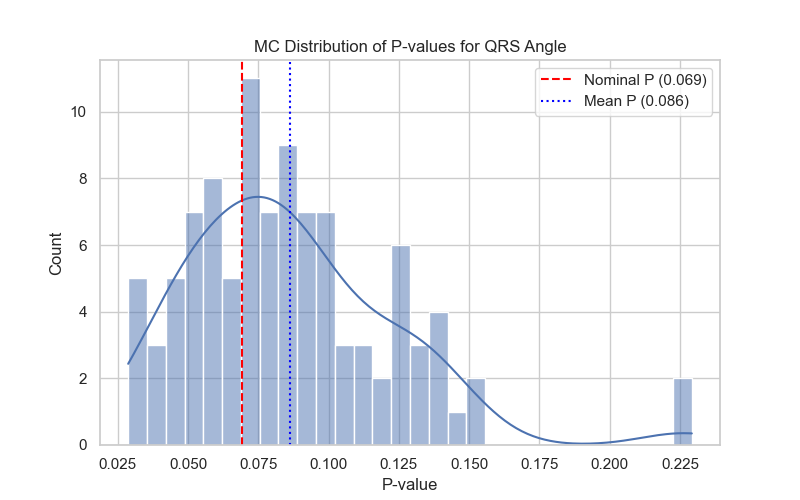 MC Distribution of P-values for QRS Angle
Nominal P (0.069)
Mean P (0.086)
Count
10
8
6
4
2
0
0.025 0.050 0.075 0.100 0.125 0.150 0.175 0.200 0.225
P-value